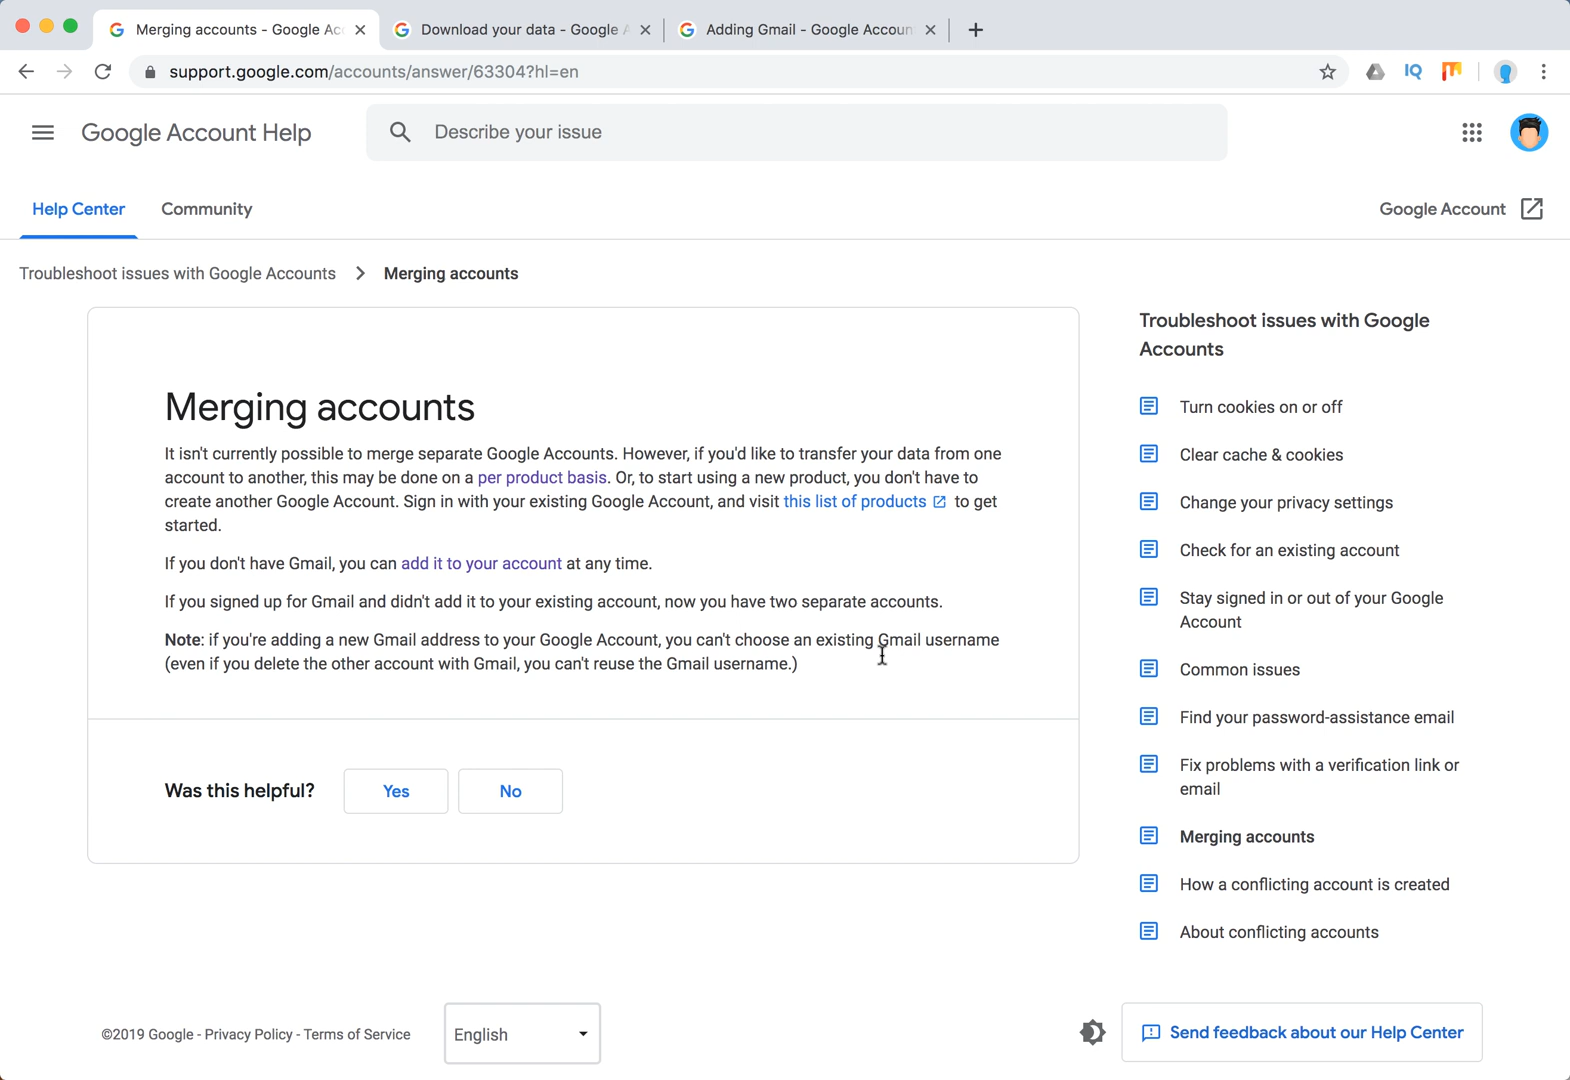 Merging accounts - Google Ac
Download your data - Google A
Adding Gmail - Google Accoun
support.google.com/accounts/answer/63304?hl=en
IQ
Google Account Help
Describe your issue
Help Center
Community
Google Account
Troubleshoot issues with Google Accounts > Merging accounts
Merging accounts
It isn't currently possible to merge separate Google Accounts. However, if you'd like to transfer your data from one
account to another, this may be done on a per product basis. Or, to start using a new product, you don't have to
create another Google Account. Sign in with your existing Google Account, and visit this list of products to get
started.
If you don't have Gmail, you can add it to your account at any time.
If you signed up for Gmail and didn't add it to your existing account, now you have two separate accounts.
Note: if you're adding a new Gmail address to your Google Account, you can't choose an existing Gmail username
(even if you delete the other account with Gmail, you can't reuse the Gmail username.)
Was this helpful?
Yes
No
Troubleshoot issues with Google
Accounts
Turn cookies on or off
Clear cache & cookies
Change your privacy settings
Check for an existing account
Stay signed in or out of your Google
Account
Common issues
Find your password-assistance email
Fix problems with a verification link or
email
Merging accounts
How a conflicting account is created
About conflicting accounts
©2019 Google - Privacy Policy - Terms of Service
English
Send feedback about our Help Center